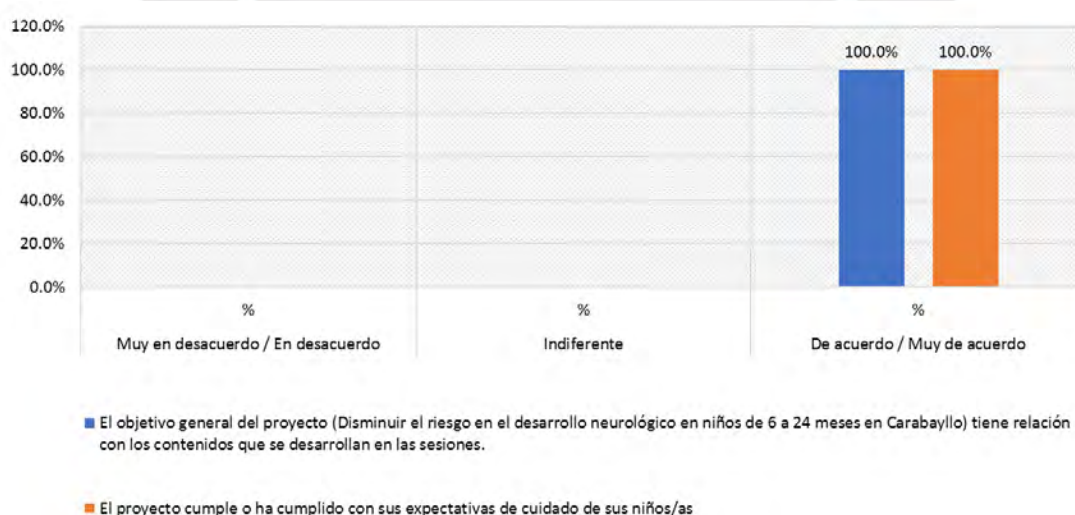 120.0%
100.0%
80.0%
60.0%
40.0%
20.0%
0.0%
100.0% 100.0%
% % %
Muy en desacuerdo / En desacuerdo Indiferente De acuerdo / Muy de acuerdo
El objetivo general del proyecto (Disminuir el riesgo en el desarrollo neurológico en niños de 6 a 24 meses en Carabayllo) tiene relación
con los contenidos que se desarrollan en las sesiones.
El proyecto cumple o ha cumplido con sus expectativas de cuidado de sus niños/as